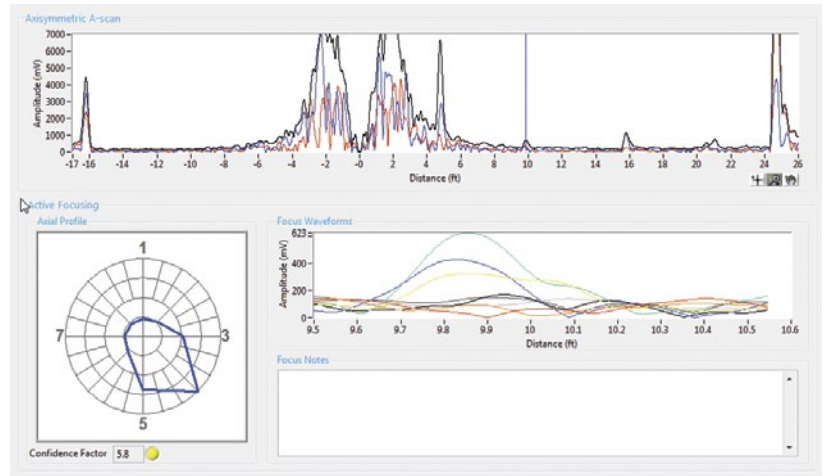 Axisymmetric A-scan
7000
6000
5000
4000
3000
2000
1000
0
Amplitude (mV)
-17 -16 -14 -12 -10 -8 -6 -4 -2 0 2 4 6 8 10 12 14 16 18 20 22 24 26
Distance (ft)
Active Focusing
Axial Profile
1
3
5
7
Confidence Factor 5.8
Focus Waveforms
623
400
200
0
Amplitude (mV)
9.5 9.6 9.7 9.8 9.9 10 10.1 10.2 10.3 10.4 10.5 10.6
Distance (ft)
Focus Notes